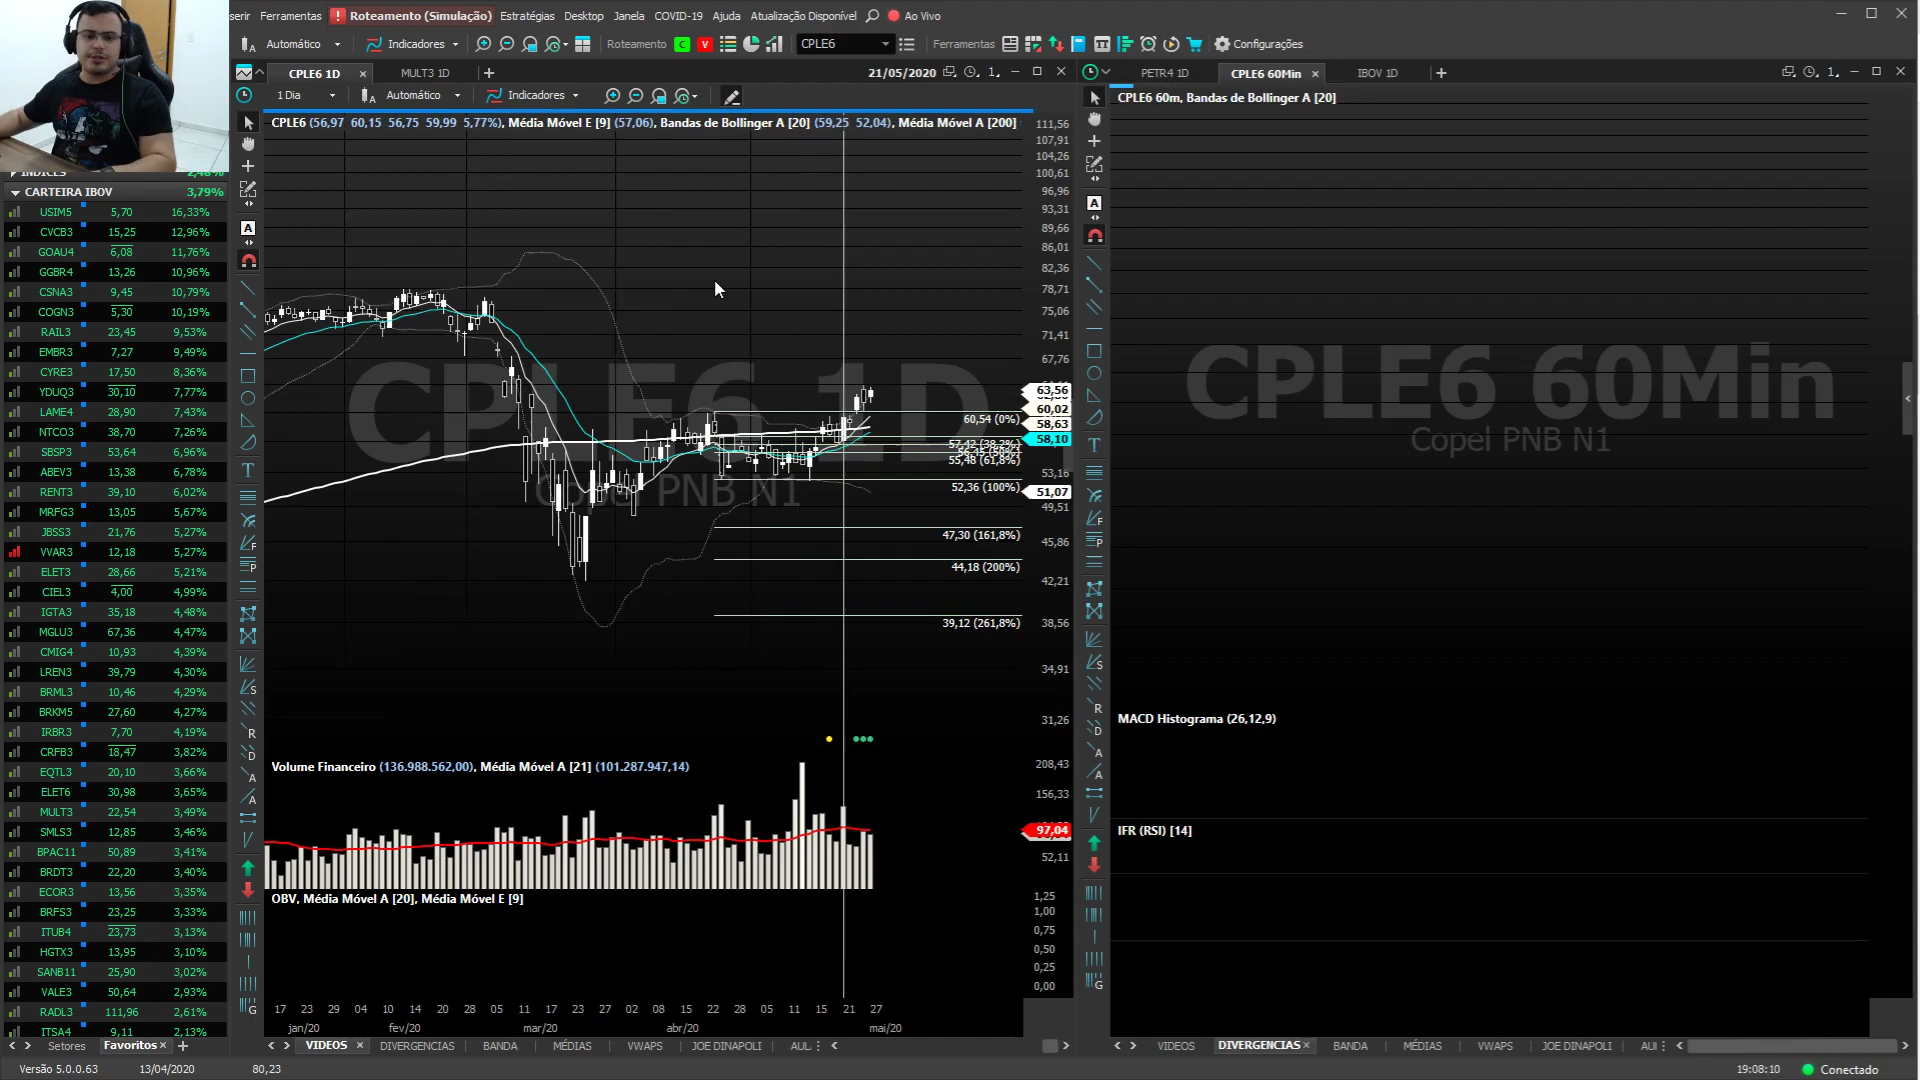 serir Ferramentas ! Roteamento (Simulação) Estratégias Desktop Janela COVID-19 Ajuda Atualização Disponível Ao Vivo
Automático Indicadores Roteamento C V CPLE6 Ferramentas Configurações
CPLE6 1D MULT3 1D 21/05/2020 1
PETR4 1D CPLE6 60Min IBOV 1D 1
1 Dia Automático Indicadores
CPLE6 (56,97 60,15 56,75 59,99 5,77%), Média Móvel E [9] (57,06), Bandas de Bollinger A [20] (59,25 52,04), Média Móvel A [200]
CPLE6 60m, Bandas de Bollinger A [20]
INDICES 2,48%
CARTEIRA IBOV 3,79%
USIM5 5,70 16,33%
CVCB3 15,25 12,96%
GOAU4 6,08 11,76%
GGBR4 13,26 10,96%
CSNA3 9,45 10,79%
COGN3 5,30 10,19%
RAIL3 23,45 9,53%
EMBR3 7,27 9,49%
CYRE3 17,50 8,36%
YDUQ3 30,10 7,77%
LAME4 28,90 7,43%
NTCO3 38,70 7,26%
SBSP3 53,64 6,96%
ABEV3 13,38 6,78%
RENT3 39,10 6,02%
MRFG3 13,05 5,67%
JBSS3 21,76 5,27%
VVAR3 12,18 5,27%
ELET3 28,66 5,21%
CIEL3 4,00 4,99%
IGTA3 35,18 4,48%
MGLU3 67,36 4,47%
CMIG4 10,93 4,39%
LREN3 39,79 4,30%
BRML3 10,46 4,29%
BRKM5 27,60 4,27%
IRBR3 7,70 4,19%
CRFB3 18,47 3,82%
EQTL3 20,10 3,66%
ELET6 30,98 3,65%
MULT3 22,54 3,49%
SMLS3 12,85 3,46%
BPAC11 50,89 3,41%
BRDT3 22,20 3,40%
ECOR3 13,56 3,35%
BRFS3 23,25 3,33%
ITUB4 23,73 3,13%
HGTX3 13,95 3,10%
SANB11 25,90 3,02%
VALE3 50,64 2,93%
RADL3 111,96 2,61%
ITSA4 9,11 2,13%
Setores Favoritos
CPLE6 1D
Copel PNB N1
60,54 (0%)
57,42 (38,2%)
55,48 (61,8%)
52,36 (100%)
47,30 (161,8%)
44,18 (200%)
39,12 (261,8%)
111,56
107,91
104,26
100,61
96,96
93,31
89,66
86,01
82,36
78,71
75,06
71,41
67,76
63,56
60,02
58,63
58,10
53,16
51,07
49,51
45,86
42,21
38,56
34,91
31,26
Volume Financeiro (136.988.562,00), Média Móvel A [21] (101.287.947,14)
208,43
156,33
97,04
52,11
OBV, Média Móvel A [20], Média Móvel E [9]
1,25
1,00
0,75
0,50
0,25
0,00
17 23 29 04 10 14 20 28 05 11 17 23 27 02 08 15 22 28 05 11 15 21 27
jan/20 fev/20 mar/20 abr/20 mai/20
VIDEOS DIVERGENCIAS BANDA MÉDIAS VWAPS JOE DINAPOLI AUL
CPLE6 60Min
Copel PNB N1
MACD Histograma (26,12,9)
IFR (RSI) [14]
VIDEOS DIVERGENCIAS BANDA MÉDIAS VWAPS JOE DINAPOLI AUI
Versão 5.0.0.63 13/04/2020 80,23 19:08:10 Conectado